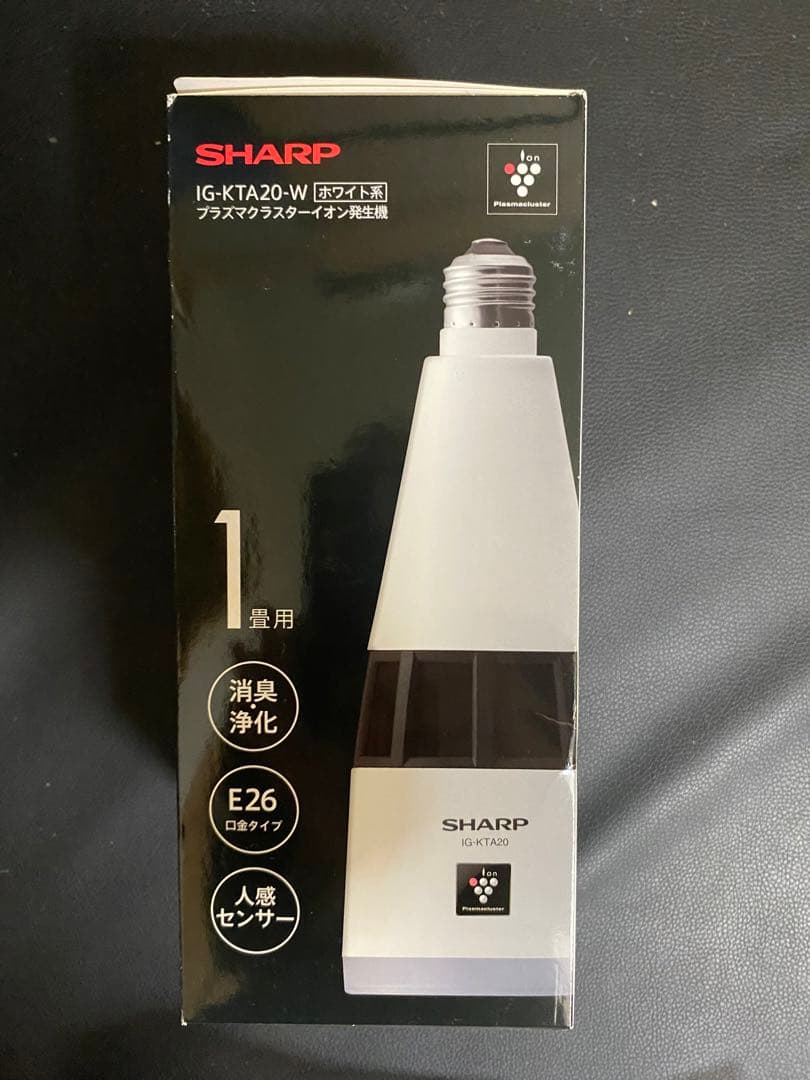 SHARP
IG-KTA20-W ホワイト系
プラズマクラスターイオン発生機
Ion
Plasmacluster
1畳用
消臭・
浄化
E26
口金タイプ
人感
センサー
SHARP
IG-KTA20
Ion
Plasmacluster